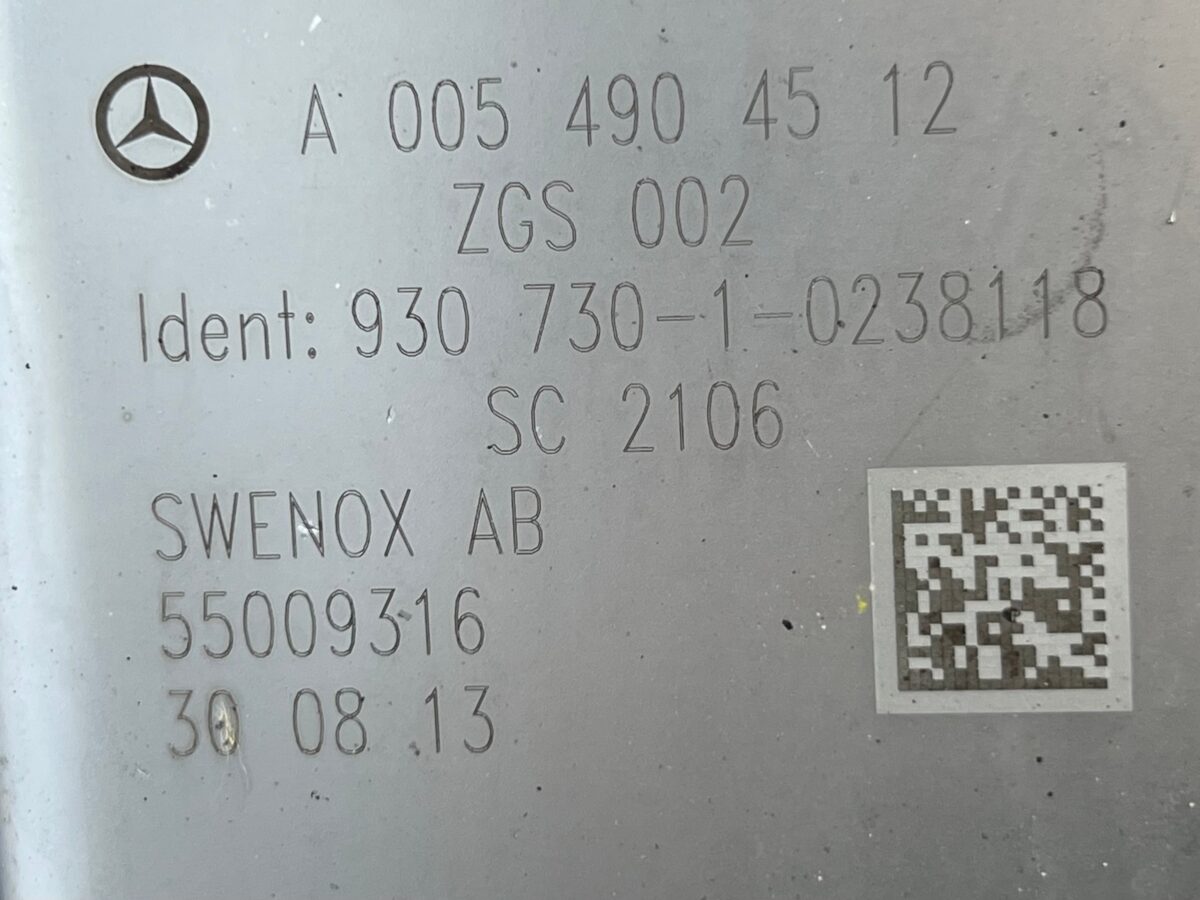 A 005 490 45 12
ZGS 002
Ident: 930 730-1-0238118
SC 2106
SWENOX AB
55009316
30 08 13